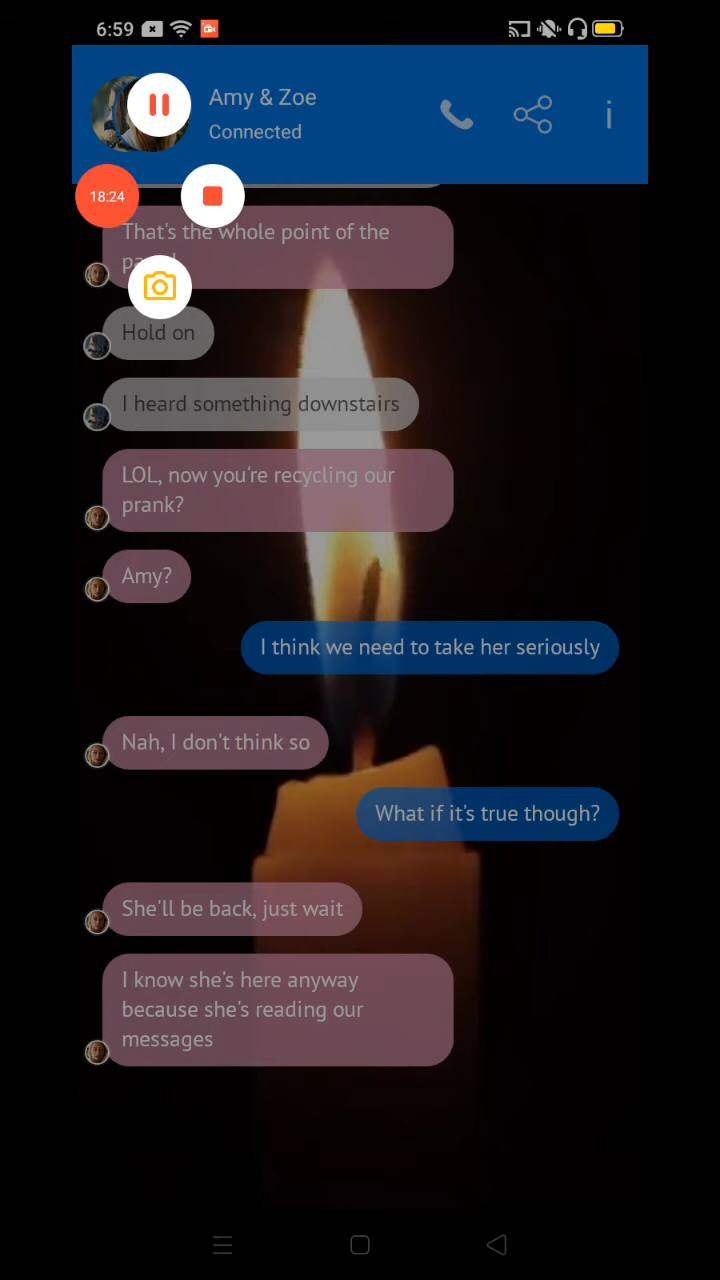 6:59
Amy & Zoe
Connected
18:24
That's the whole point of the
Hold on
I heard something downstairs
LOL, now you're recycling our
prank?
Amy?
I think we need to take her seriously
Nah, I don't think so
What if it's true though?
She'll be back, just wait
I know she's here anyway
because she's reading our
messages